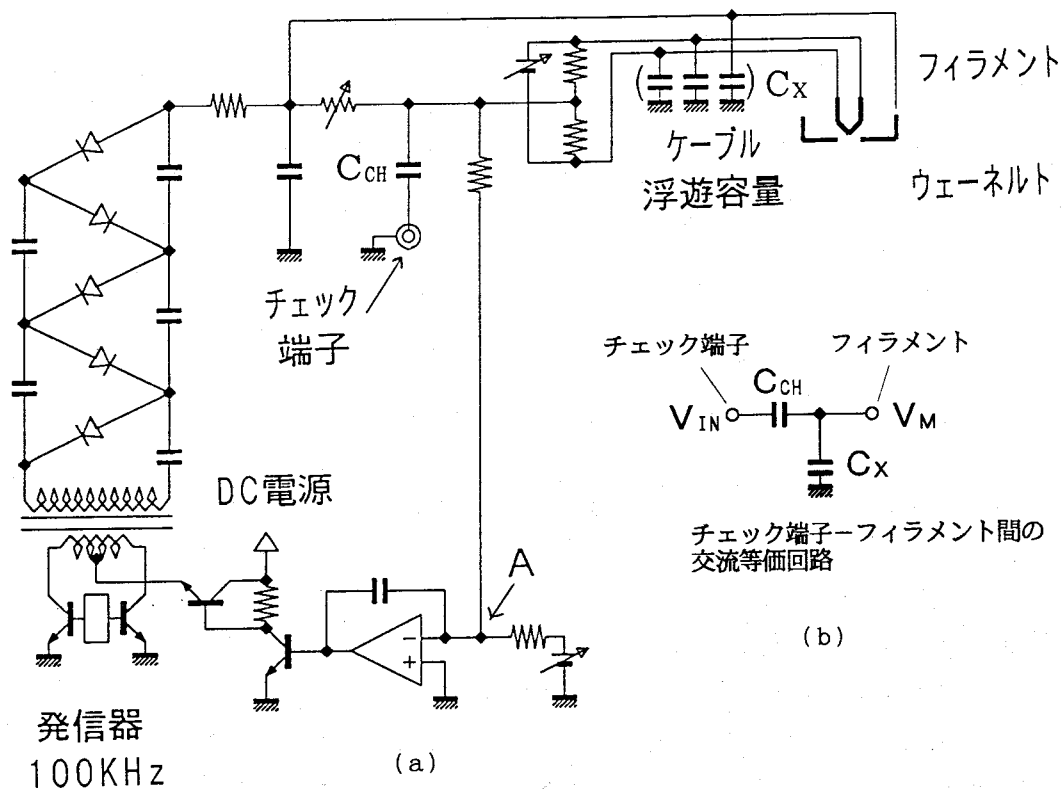 フィラメント
( ) CX
ケーブル
浮遊容量
ウェーネルト
CCH
チェック
端子
チェック端子
フィラメント
CCH
VIN
VM
CX
チェック端子ーフィラメント間の
交流等価回路
(b)
DC電源
A
−
+
発信器
100KHz
(a)